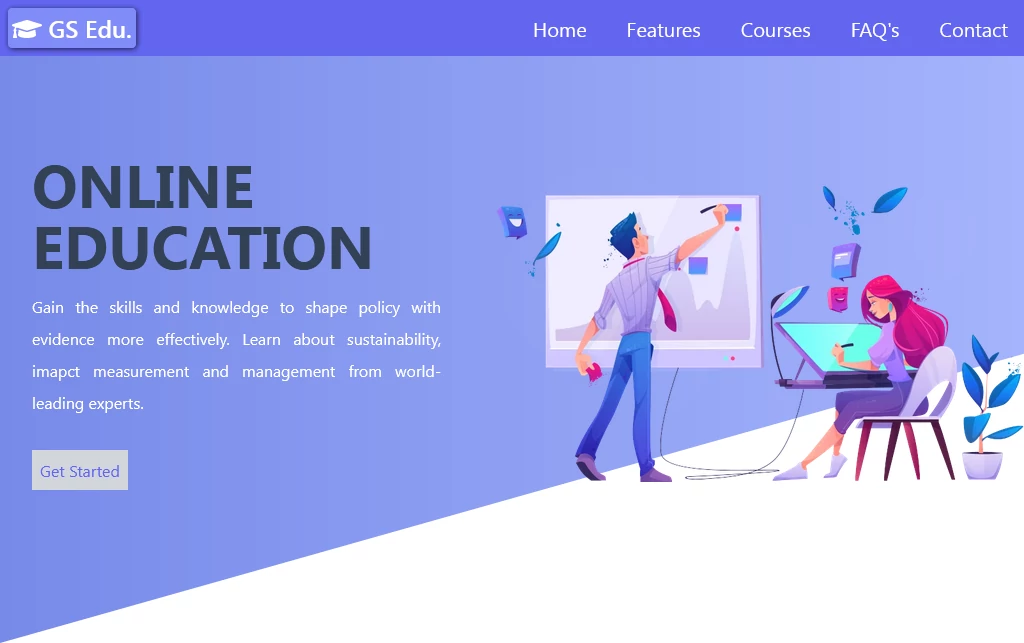 GS Edu.
Home Features Courses FAQ's Contact
ONLINE
EDUCATION
Gain the skills and knowledge to shape policy with
evidence more effectively. Learn about sustainability,
imapct measurement and management from world-
leading experts.
Get Started